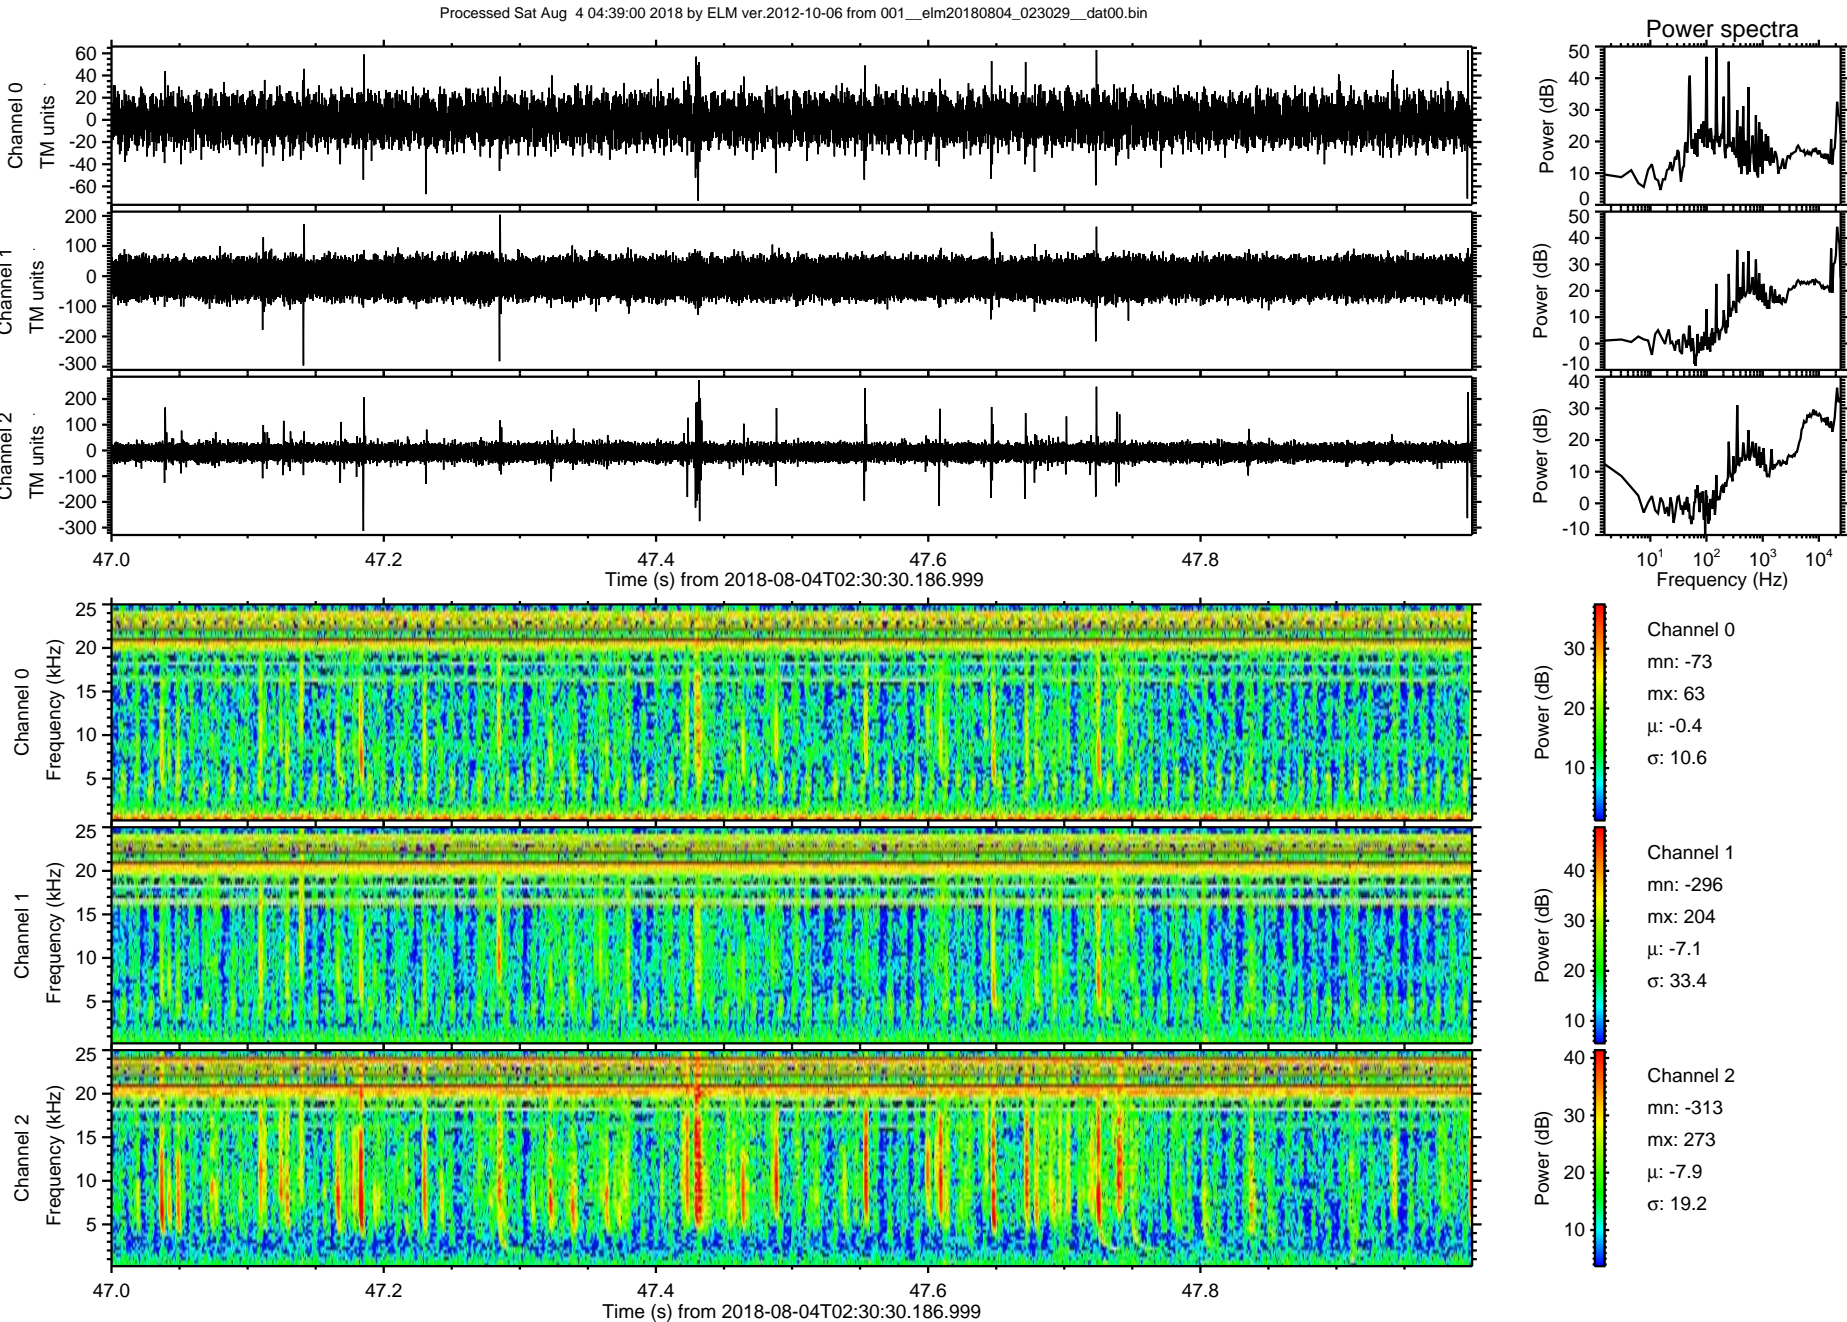 Processed Sat Aug 4 04:39:00 2018 by ELM ver.2012-10-06 from 001__elm20180804_023029__dat00.bin
Power spectra
Channel 0
TM units
60
40
20
0
-20
-40
-60
Power (dB)
50
40
30
20
10
0
Channel 1
TM units
200
100
0
-100
-200
-300
Power (dB)
50
40
30
20
10
0
-10
Channel 2
TM units
200
100
0
-100
-200
-300
Power (dB)
40
30
20
10
0
-10
47.0 47.2 47.4 47.6 47.8
Time (s) from 2018-08-04T02:30:30.186.999
10¹ 10² 10³ 10⁴
Frequency (Hz)
Channel 0
Frequency (kHz)
25
20
15
10
5
Power (dB)
30
20
10
Channel 0
mn: -73
mx: 63
μ: -0.4
σ: 10.6
Channel 1
Frequency (kHz)
25
20
15
10
5
Power (dB)
40
30
20
10
Channel 1
mn: -296
mx: 204
μ: -7.1
σ: 33.4
Channel 2
Frequency (kHz)
25
20
15
10
5
Power (dB)
40
30
20
10
Channel 2
mn: -313
mx: 273
μ: -7.9
σ: 19.2
47.0 47.2 47.4 47.6 47.8
Time (s) from 2018-08-04T02:30:30.186.999